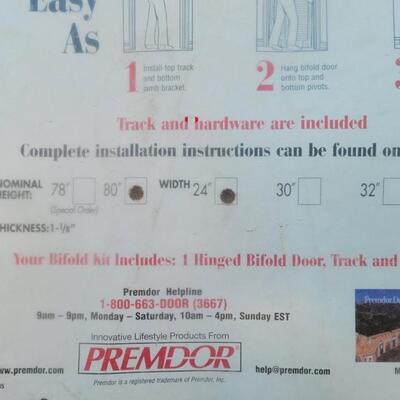 Easy
As
1 Install top track
and bottom
jamb bracket.
2 Hang bifold door
onto top and
bottom pivots.
Track and hardware are included
Complete installation instructions can be found on
NOMINAL HEIGHT: 78" 80" WIDTH 24" 30" 32"
(Special Order)
THICKNESS:1-1/8"
Your Bifold Kit Includes: 1 Hinged Bifold Door, Track and
Premdor Helpline
1-800-663-DOOR (3667)
9am – 9pm, Monday – Saturday, 10am – 4pm, Sunday EST
Innovative Lifestyle Products From
PREMDOR
www.premdor.com
help@premdor.com
Premdor is a registered trademark of Premdor, Inc.